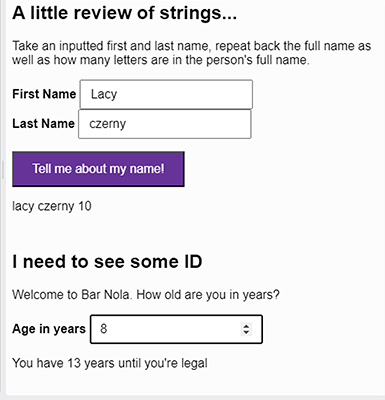 A little review of strings...
Take an inputted first and last name, repeat back the full name as
well as how many letters are in the person's full name.
First Name Lacy
Last Name czerny
Tell me about my name!
lacy czerny 10
I need to see some ID
Welcome to Bar Nola. How old are you in years?
Age in years 8
You have 13 years until you're legal